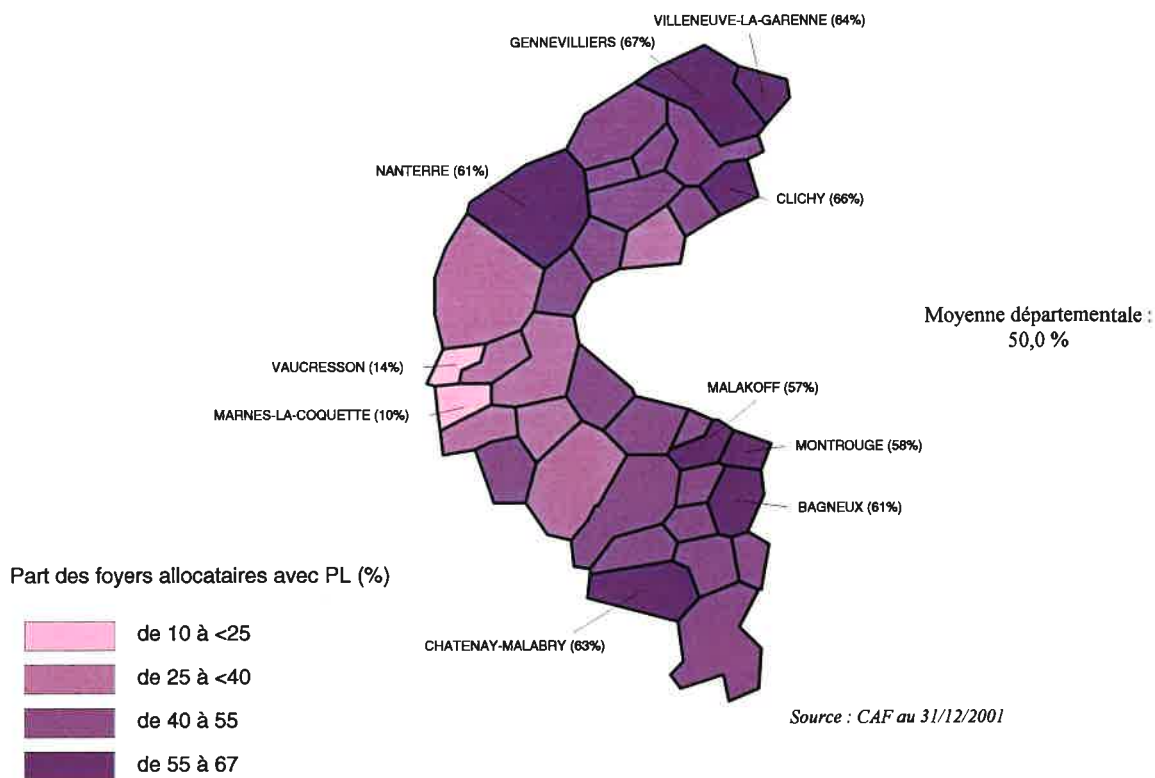 VILLENEUVE-LA-GARENNE (64%)
GENNEVILLIERS (67%)
NANTERRE (61%)
CLICHY (66%)
Moyenne départementale :
50,0 %
VAUCRESSON (14%)
MALAKOFF (57%)
MARNES-LA-COQUETTE (10%)
MONTROUGE (58%)
BAGNEUX (61%)
Part des foyers allocataires avec PL (%)
de 10 à <25
CHATENAY-MALABRY (63%)
de 25 à <40
Source : CAF au 31/12/2001
de 40 à 55
de 55 à 67